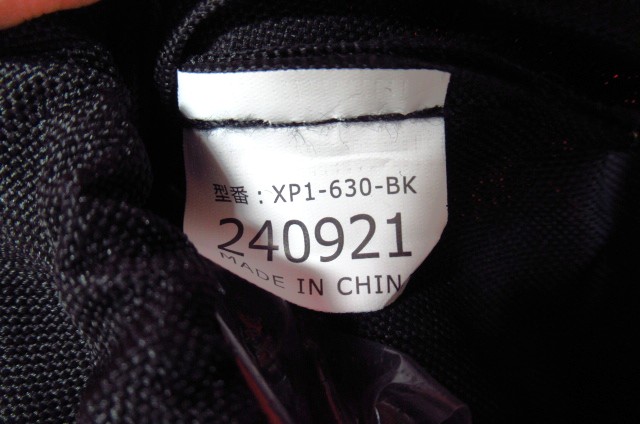 型番：XP1-630-BK
240921
MADE IN CHIN